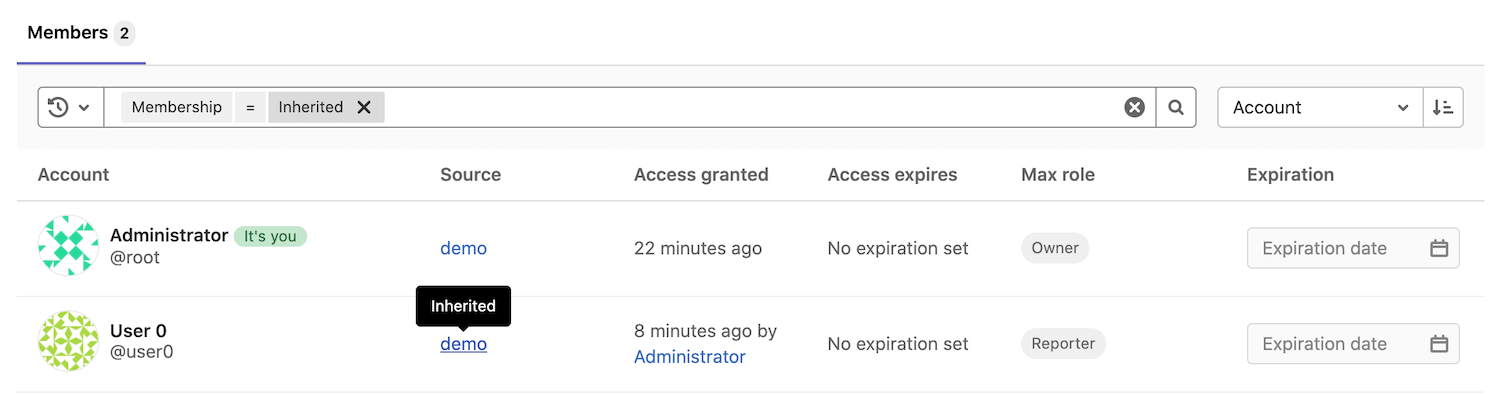 Members 2
Membership = Inherited
Account
Account Source Access granted Access expires Max role Expiration
Administrator It's you
@root
demo 22 minutes ago No expiration set Owner Expiration date
Inherited
User 0
@user0
demo
8 minutes ago by
Administrator
No expiration set Reporter Expiration date